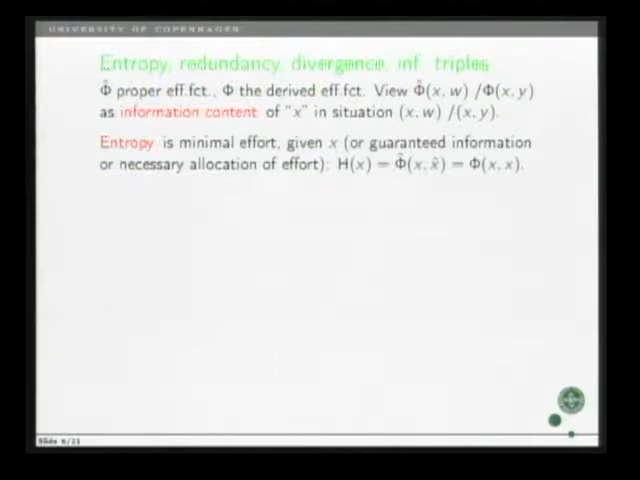 UNIVERSITY OF COPENHAGEN
Entropy, redundancy, divergence, inf. triples
Φ̂ proper eff.fct., Φ the derived eff.fct. View Φ̂(x, w) /Φ(x, y)
as information content of "x" in situation (x, w) /(x, y).
Entropy is minimal effort, given x (or guaranteed information
or necessary allocation of effort): H(x) = Φ̂(x, x̂) = Φ(x, x).
Slide 6/21